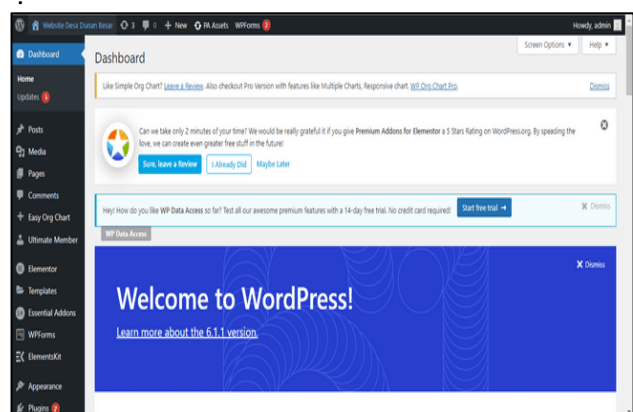 Website Desa Durian Besar 3 0 New PA Assets WPForms 2 Howdy, admin
Dashboard
Home
Updates
Posts
Media
Pages
Comments
Easy Org Chart
Ultimate Member
Elementor
Templates
Essential Addons
WPForms
ElementsKit
Appearance
Plugins 2
Screen Options Help
Dashboard
Like Simple Org Chart? Leave a Review. Also checkout Pro Version with features like Multiple Charts, Responsive chart. WP Org Chart Pro. Dismiss
Can we take only 2 minutes of your time? We would be really grateful it if you give Premium Addons for Elementor a 5 Stars Rating on WordPress.org. By speading the
love, we can create even greater free stuff in the future!
Sure, leave a Review I Already Did Maybe Later
Hey! How do you like WP Data Access so far? Test all our awesome premium features with a 14-day free trial. No credit card required! Start free trial → Dismiss
WP Data Access
Dismiss
Welcome to WordPress!
Learn more about the 6.1.1 version.